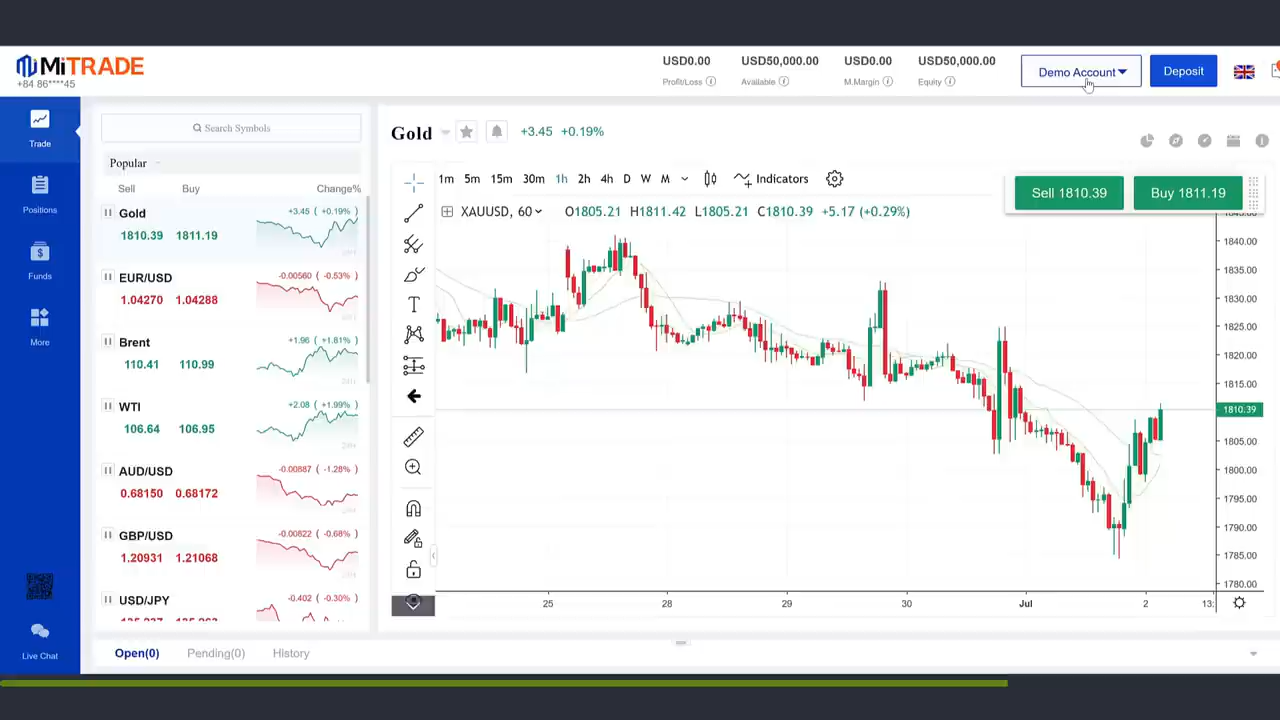 MiTRADE
+84 86****45
USD0.00
Profit/Loss
USD50,000.00
Available
USD0.00
M.Margin
USD50,000.00
Equity
Demo Account
Deposit
Trade
Positions
Funds
More
Live Chat
Search Symbols
Popular
Sell Buy Change%
Gold +3.45 ( +0.19% )
1810.39 1811.19
EUR/USD -0.00560 ( -0.53% )
1.04270 1.04288
Brent +1.96 ( +1.81% )
110.41 110.99
WTI +2.08 ( +1.99% )
106.64 106.95
AUD/USD -0.00887 ( -1.28% )
0.68150 0.68172
GBP/USD -0.00822 ( -0.68% )
1.20931 1.21068
USD/JPY -0.402 ( -0.30% )
Gold +3.45 +0.19%
1m 5m 15m 30m 1h 2h 4h D W M Indicators
Sell 1810.39 Buy 1811.19
XAUUSD, 60 O1805.21 H1811.42 L1805.21 C1810.39 +5.17 (+0.29%)
1840.00
1835.00
1830.00
1825.00
1820.00
1815.00
1810.39
1805.00
1800.00
1795.00
1790.00
1785.00
1780.00
25 28 29 30 Jul 2 13:
Open(0) Pending(0) History